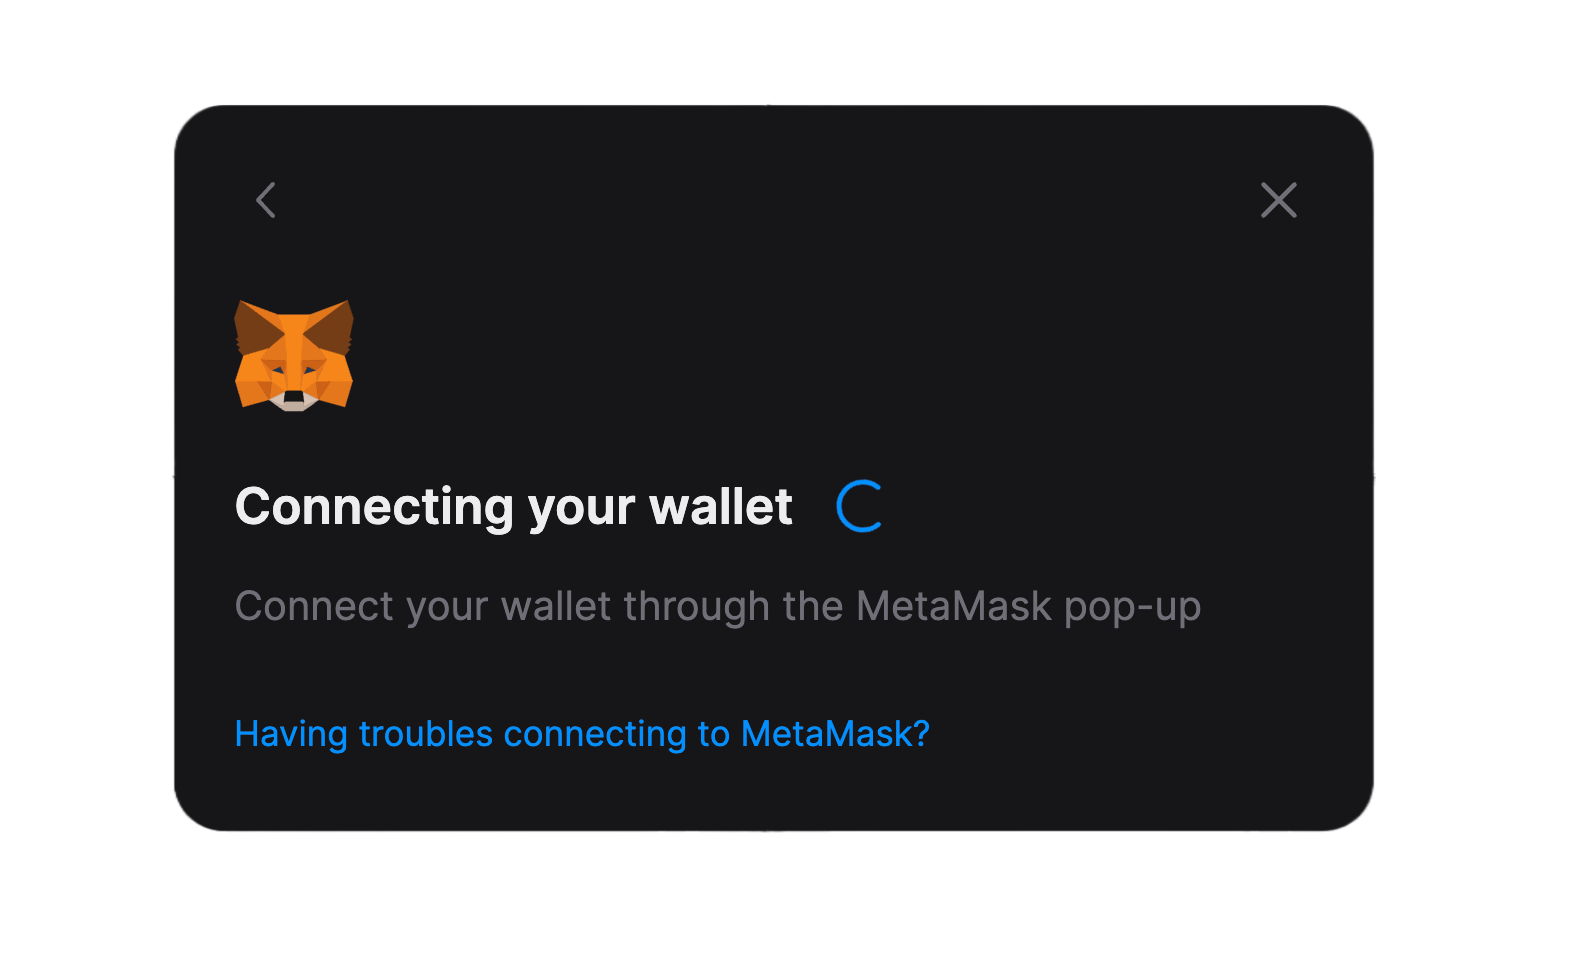 Connecting your wallet
Connect your wallet through the MetaMask pop-up
Having troubles connecting to MetaMask?